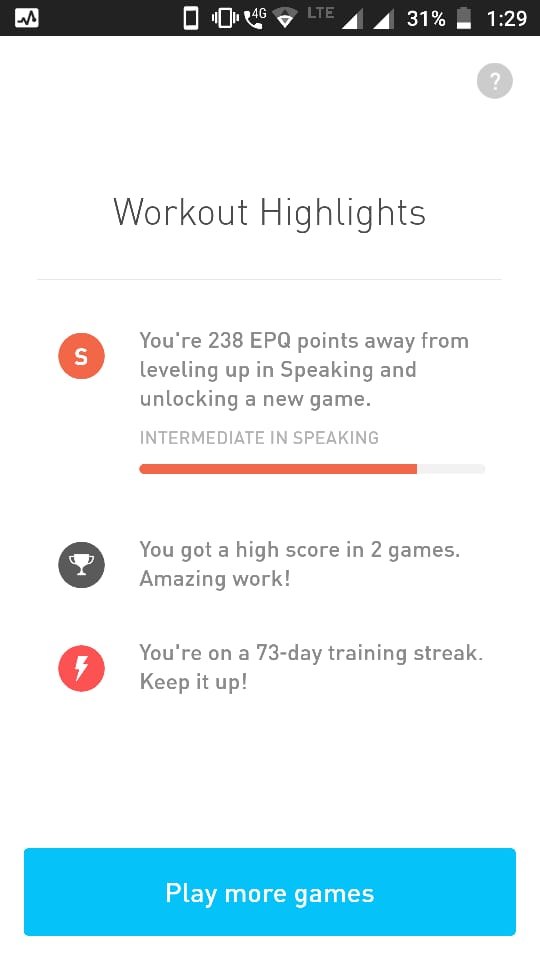 4G LTE 31% 1:29
?
Workout Highlights
S
You're 238 EPQ points away from
leveling up in Speaking and
unlocking a new game.
INTERMEDIATE IN SPEAKING
You got a high score in 2 games.
Amazing work!
You're on a 73-day training streak.
Keep it up!
Play more games